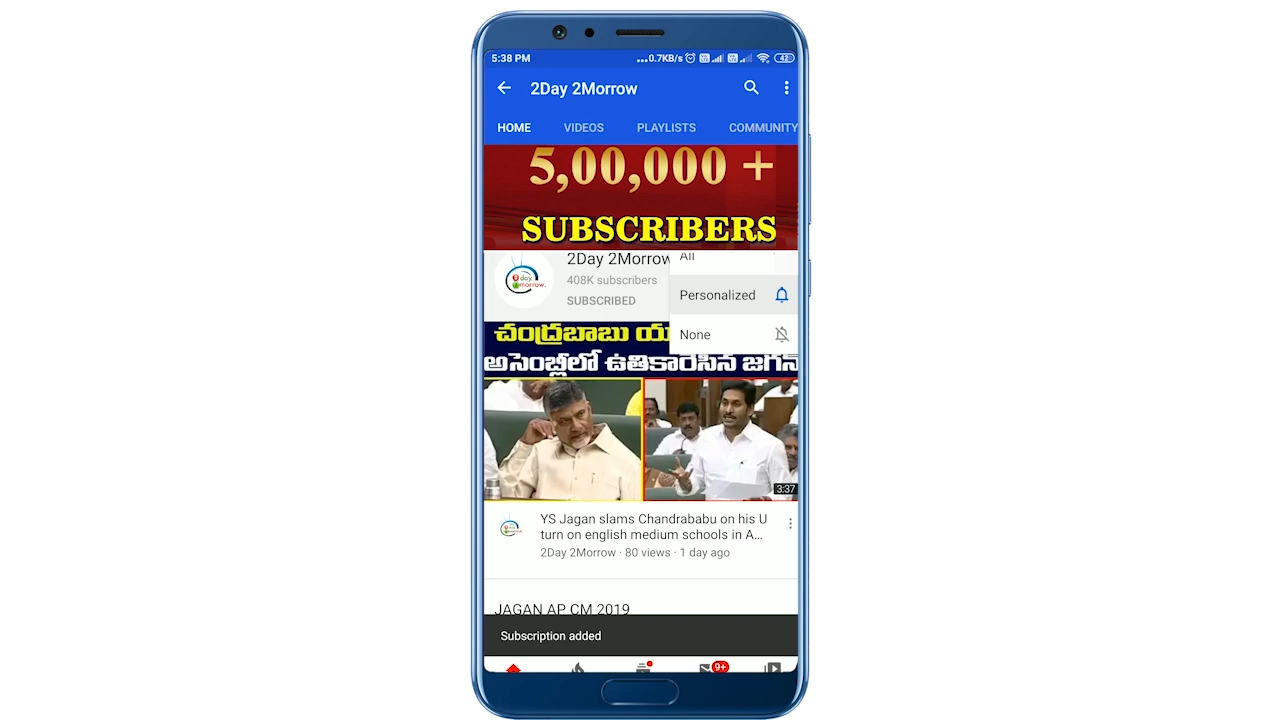 5:38 PM
...0.7KB/s
42
2Day 2Morrow
HOME
VIDEOS
PLAYLISTS
COMMUNITY
5,00,000 +
SUBSCRIBERS
2Day 2Morrow
408K subscribers
SUBSCRIBED
All
Personalized
None
చంద్రబాబు య
అసెంబ్లీలో ఉతికారేసిన జగన్
3:37
YS Jagan slams Chandrababu on his U
turn on english medium schools in A...
2Day 2Morrow · 80 views · 1 day ago
JAGAN AP CM 2019
Subscription added
9+